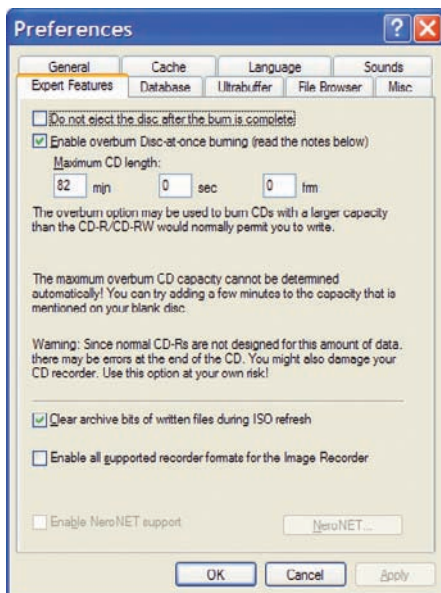 Preferences
General Cache Language Sounds
Expert Features Database Ultrabuffer File Browser Misc
Do not eject the disc after the burn is complete
Enable overburn Disc-at-once burning (read the notes below)
Maximum CD length:
82 min 0 sec 0 frm
The overburn option may be used to burn CDs with a larger capacity
than the CD-R/CD-RW would normally permit you to write.
The maximum overburn CD capacity cannot be determined
automatically! You can try adding a few minutes to the capacity that is
mentioned on your blank disc.
Warning: Since normal CD-Rs are not designed for this amount of data,
there may be errors at the end of the CD. You might also damage your
CD recorder. Use this option at your own risk!
Clear archive bits of written files during ISO refresh
Enable all supported recorder formats for the Image Recorder
Enable NeroNET support NeroNET...
OK Cancel Apply